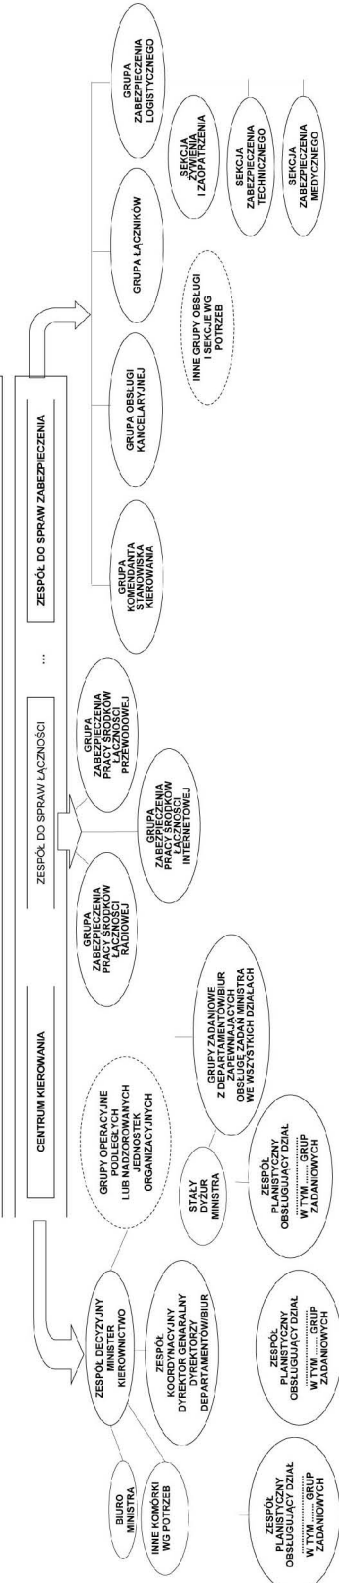 CENTRUM KIEROWANIA
ZESPÓŁ DO SPRAW ŁĄCZNOŚCI
...
ZESPÓŁ DO SPRAW ZABEZPIECZENIA
BIURO
MINISTRA
INNE KOMÓRKI
WG POTRZEB
ZESPÓŁ DECYZYJNY
MINISTER
KIEROWNICTWO
ZESPÓŁ
KOORDYNACYJNY
DYREKTOR GENARALNY
DYREKTORZY
DEPARTAMENTÓW/BIUR
GRUPY OPERACYJNE
PODLEGŁYCH
LUB NADZOROWANYCH
JEDNOSTEK
ORGANIZACYJNYCH
STAŁY
DYŻUR
MINISTRA
GRUPY ZADANIOWE
Z DEPARTAMENTÓW/BIUR
ZAPEWNIAJĄCYCH
OBSŁUGĘ ZADAŃ MINISTRA
WE WSZYSTKICH DZIAŁACH
ZESPÓŁ
PLANISTYCZNY
OBSŁUGUJĄCY DZIAŁ
............................
W TYM ....... GRUP
ZADANIOWYCH
ZESPÓŁ
PLANISTYCZNY
OBSŁUGUJĄCY DZIAŁ
............................
W TYM ....... GRUP
ZADANIOWYCH
ZESPÓŁ
PLANISTYCZNY
OBSŁUGUJĄCY DZIAŁ
............................
W TYM ....... GRUP
ZADANIOWYCH
GRUPA
ZABEZPIECZENIA
PRACY ŚRODKÓW
ŁĄCZNOŚCI
RADIOWEJ
GRUPA
ZABEZPIECZENIA
PRACY ŚRODKÓW
ŁĄCZNOŚCI
INTERNETOWEJ
GRUPA
ZABEZPIECZENIA
PRACY ŚRODKÓW
ŁĄCZNOŚCI
PRZEWODOWEJ
GRUPA
KOMENDANTA
STANOWISKA
KIEROWANIA
GRUPA OBSŁUGI
KANCELARYJNEJ
GRUPA ŁĄCZNIKÓW
GRUPA
ZABEZPIECZENIA
LOGISTYCZNEGO
INNE GRUPY OBSŁUGI
I SEKCJE WG
POTRZEB
SEKCJA
ŻYWIENIA
I ZAOPATRZENIA
SEKCJA
ZABEZPIECZENIA
TECHNICZNEGO
SEKCJA
ZABEZPIECZENIA
MEDYCZNEGO